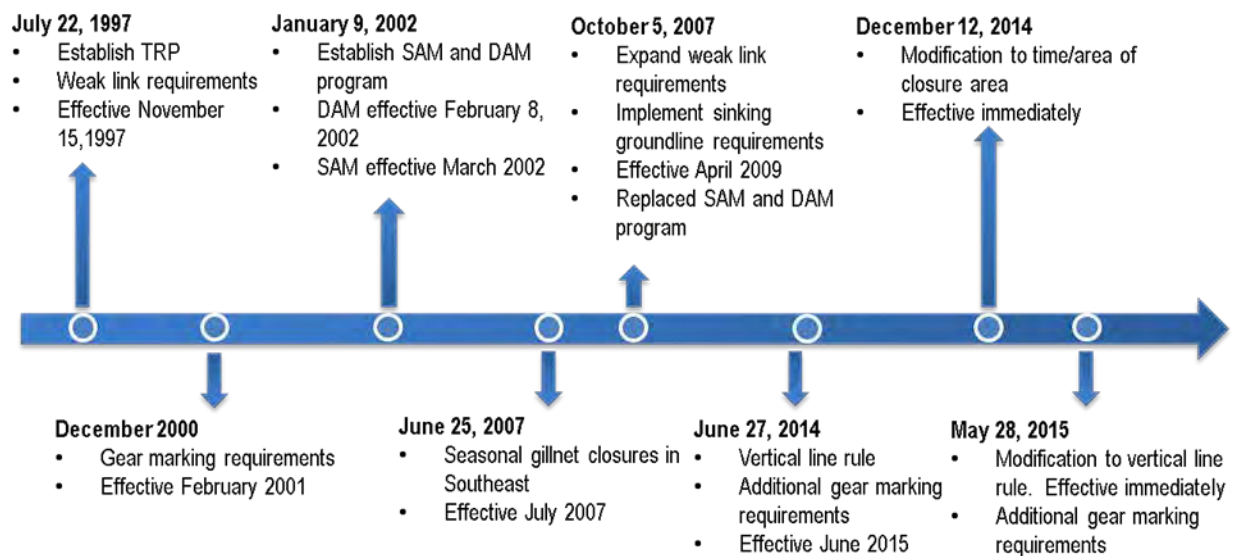 July 22, 1997
• Establish TRP
• Weak link requirements
• Effective November
15,1997
January 9, 2002
• Establish SAM and DAM
program
• DAM effective February 8,
2002
• SAM effective March 2002
October 5, 2007
• Expand weak link
requirements
• Implement sinking
groundline requirements
• Effective April 2009
• Replaced SAM and DAM
program
December 12, 2014
• Modification to time/area of
closure area
• Effective immediately
December 2000
• Gear marking requirements
• Effective February 2001
June 25, 2007
• Seasonal gillnet closures in
Southeast
• Effective July 2007
June 27, 2014
• Vertical line rule
• Additional gear marking
requirements
• Effective June 2015
May 28, 2015
• Modification to vertical line
rule. Effective immediately
• Additional gear marking
requirements